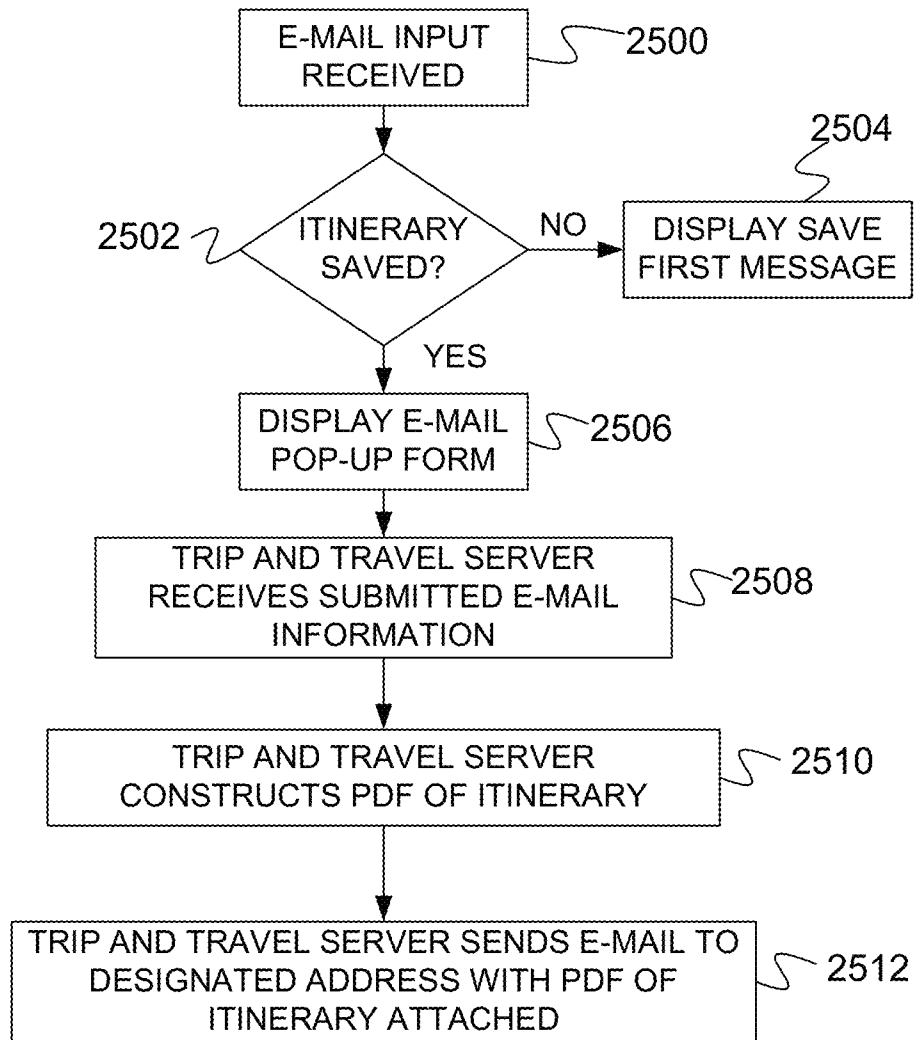 E-MAIL INPUT
RECEIVED
2500
2504
2502
ITINERARY
SAVED?
NO
DISPLAY SAVE
FIRST MESSAGE
YES
DISPLAY E-MAIL
POP-UP FORM
2506
TRIP AND TRAVEL SERVER
RECEIVES SUBMITTED E-MAIL
INFORMATION
2508
TRIP AND TRAVEL SERVER
CONSTRUCTS PDF OF ITINERARY
2510
TRIP AND TRAVEL SERVER SENDS E-MAIL TO
DESIGNATED ADDRESS WITH PDF OF
ITINERARY ATTACHED
2512